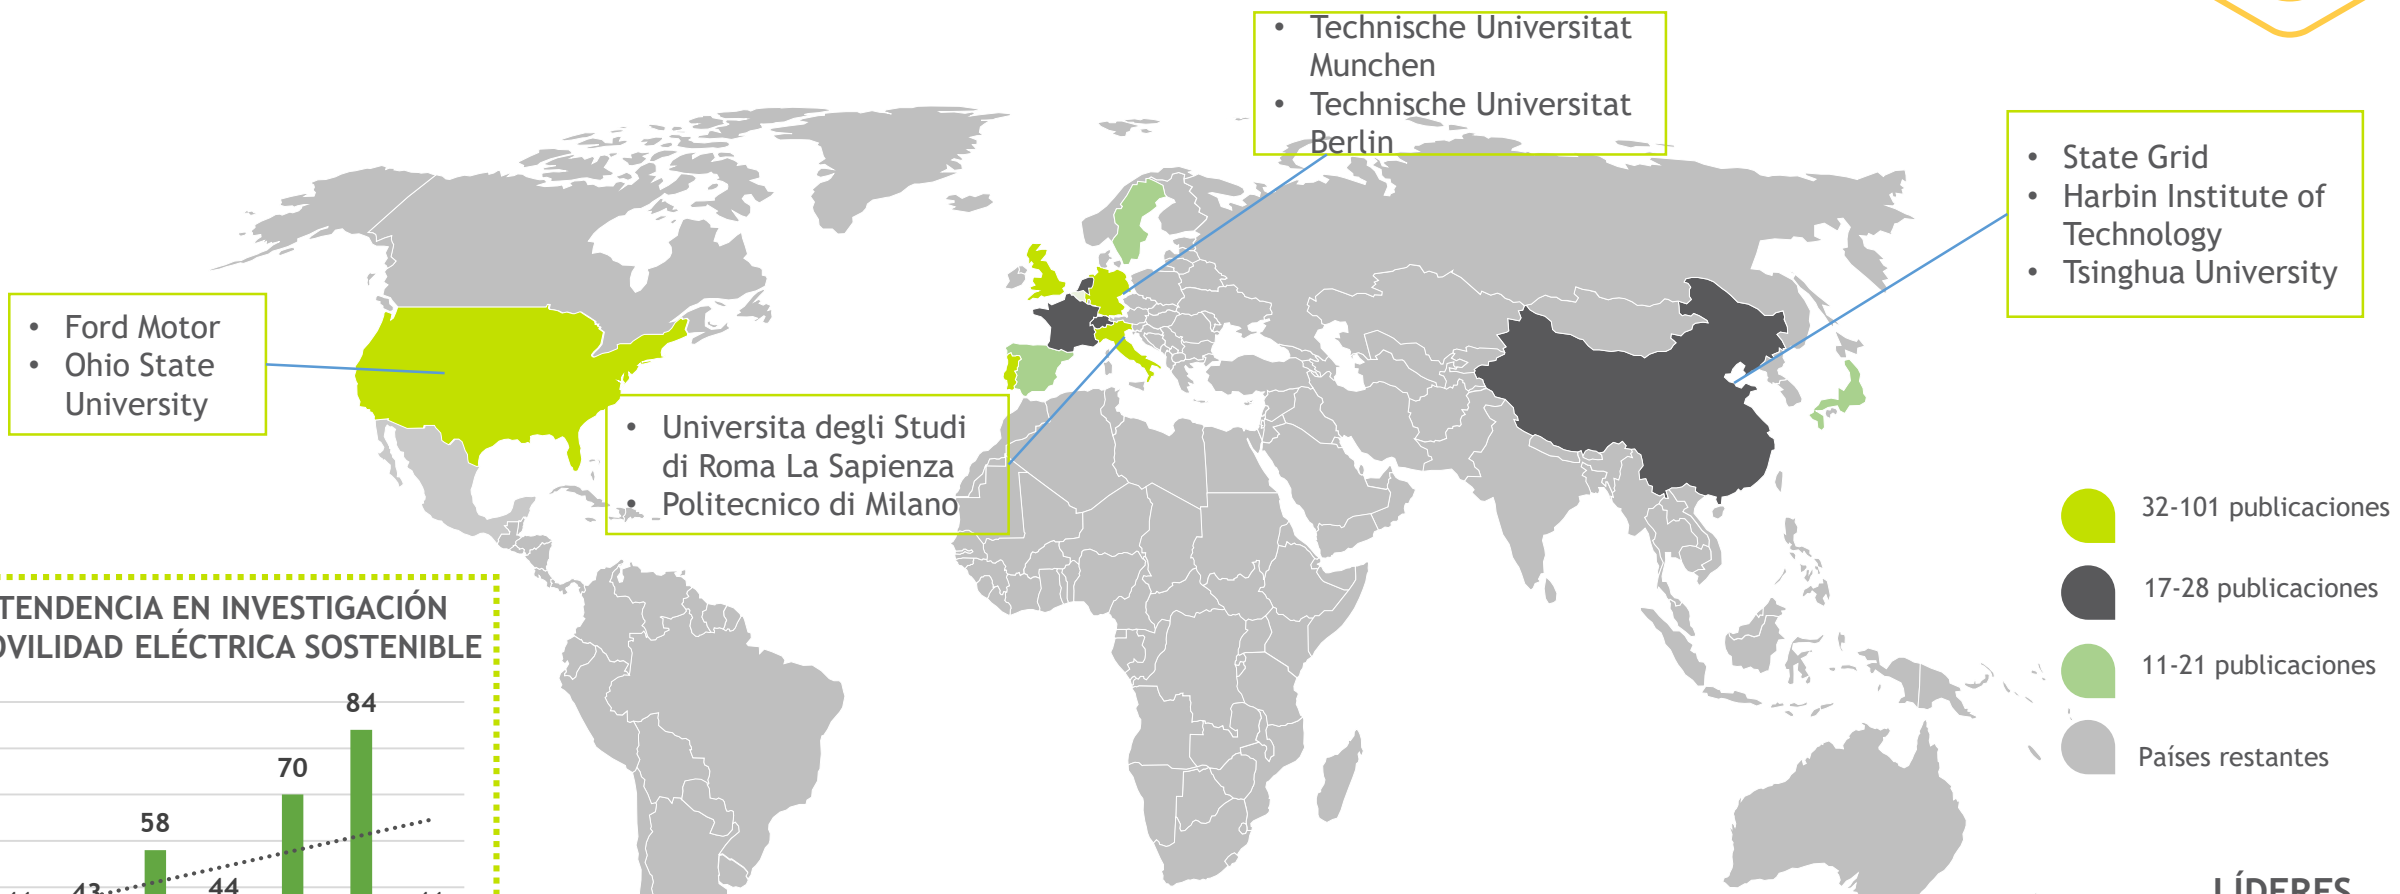 • Technische Universitat
Munchen
• Technische Universitat
Berlin
• State Grid
• Harbin Institute of
Technology
• Tsinghua University
• Ford Motor
• Ohio State
University
• Universita degli Studi
di Roma La Sapienza
• Politecnico di Milano
32-101 publicaciones
17-28 publicaciones
11-21 publicaciones
Países restantes
TENDENCIA EN INVESTIGACIÓN
OVILIDAD ELÉCTRICA SOSTENIBLE
84
70
58
43
44
LÍDERES